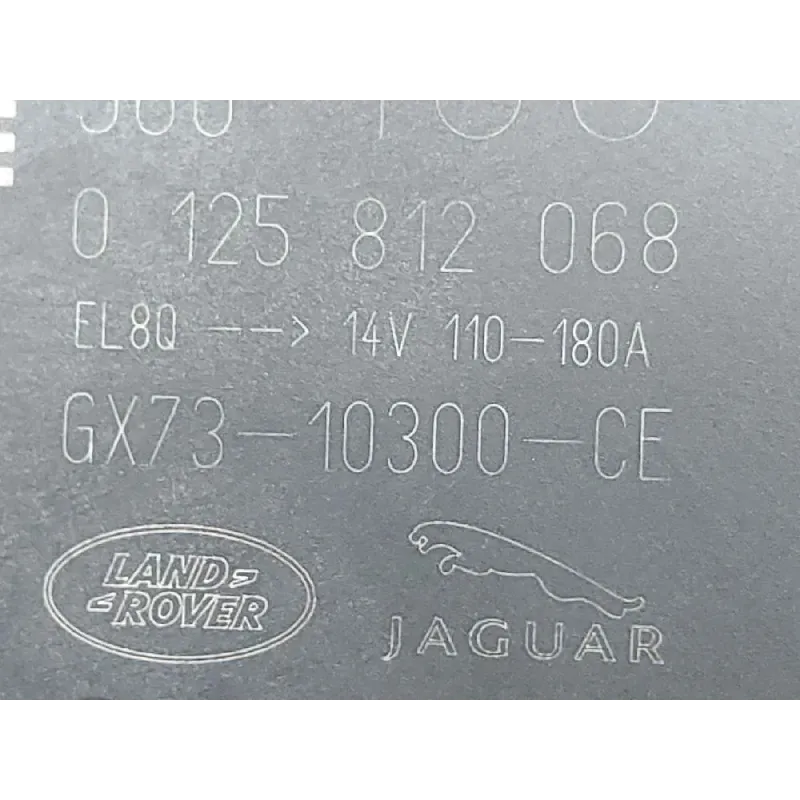 0 125 812 068
EL8Q --> 14V 110-180A
GX73-10300-CE
LAND
ROVER
JAGUAR